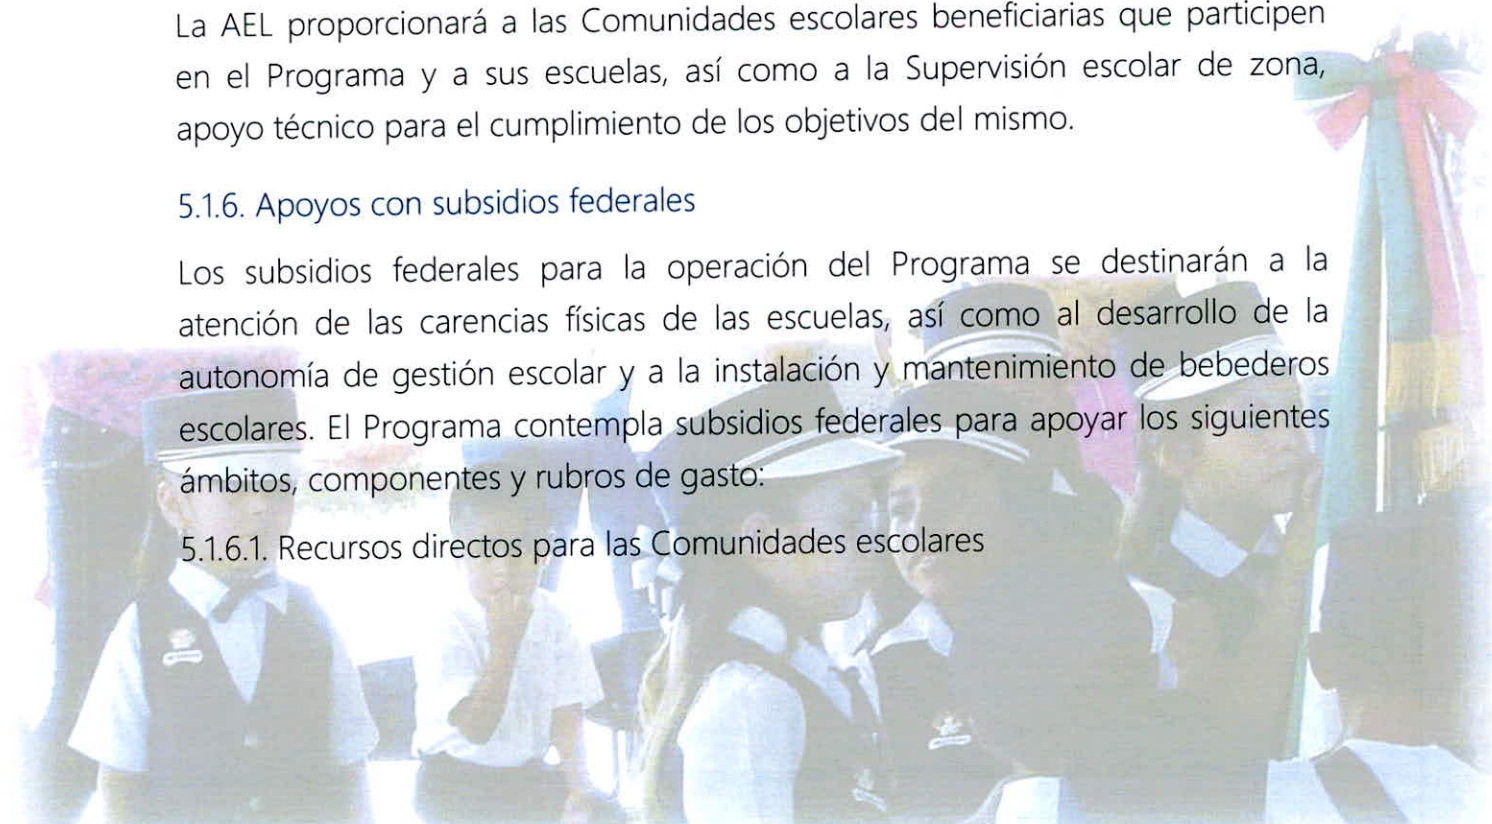 La AEL proporcionará a las Comunidades escolares beneficiarias que participen
en el Programa y a sus escuelas, así como a la Supervisión escolar de zona,
apoyo técnico para el cumplimiento de los objetivos del mismo.
5.1.6. Apoyos con subsidios federales
Los subsidios federales para la operación del Programa se destinarán a la
atención de las carencias físicas de las escuelas, así como al desarrollo de la
autonomía de gestión escolar y a la instalación y mantenimiento de bebederos
escolares. El Programa contempla subsidios federales para apoyar los siguientes
ámbitos, componentes y rubros de gasto:
5.1.6.1. Recursos directos para las Comunidades escolares